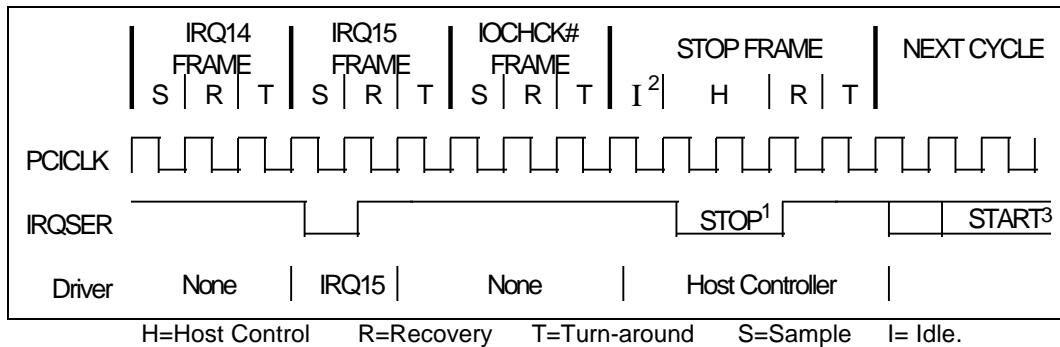 IRQ14 FRAME IRQ15 FRAME IOCHCK# FRAME STOP FRAME NEXT CYCLE
S R T S R T S R T I² H R T
PCICLK
IRQSER STOP¹ START³
Driver None IRQ15 None Host Controller
H=Host Control R=Recovery T=Turn-around S=Sample I= Idle.